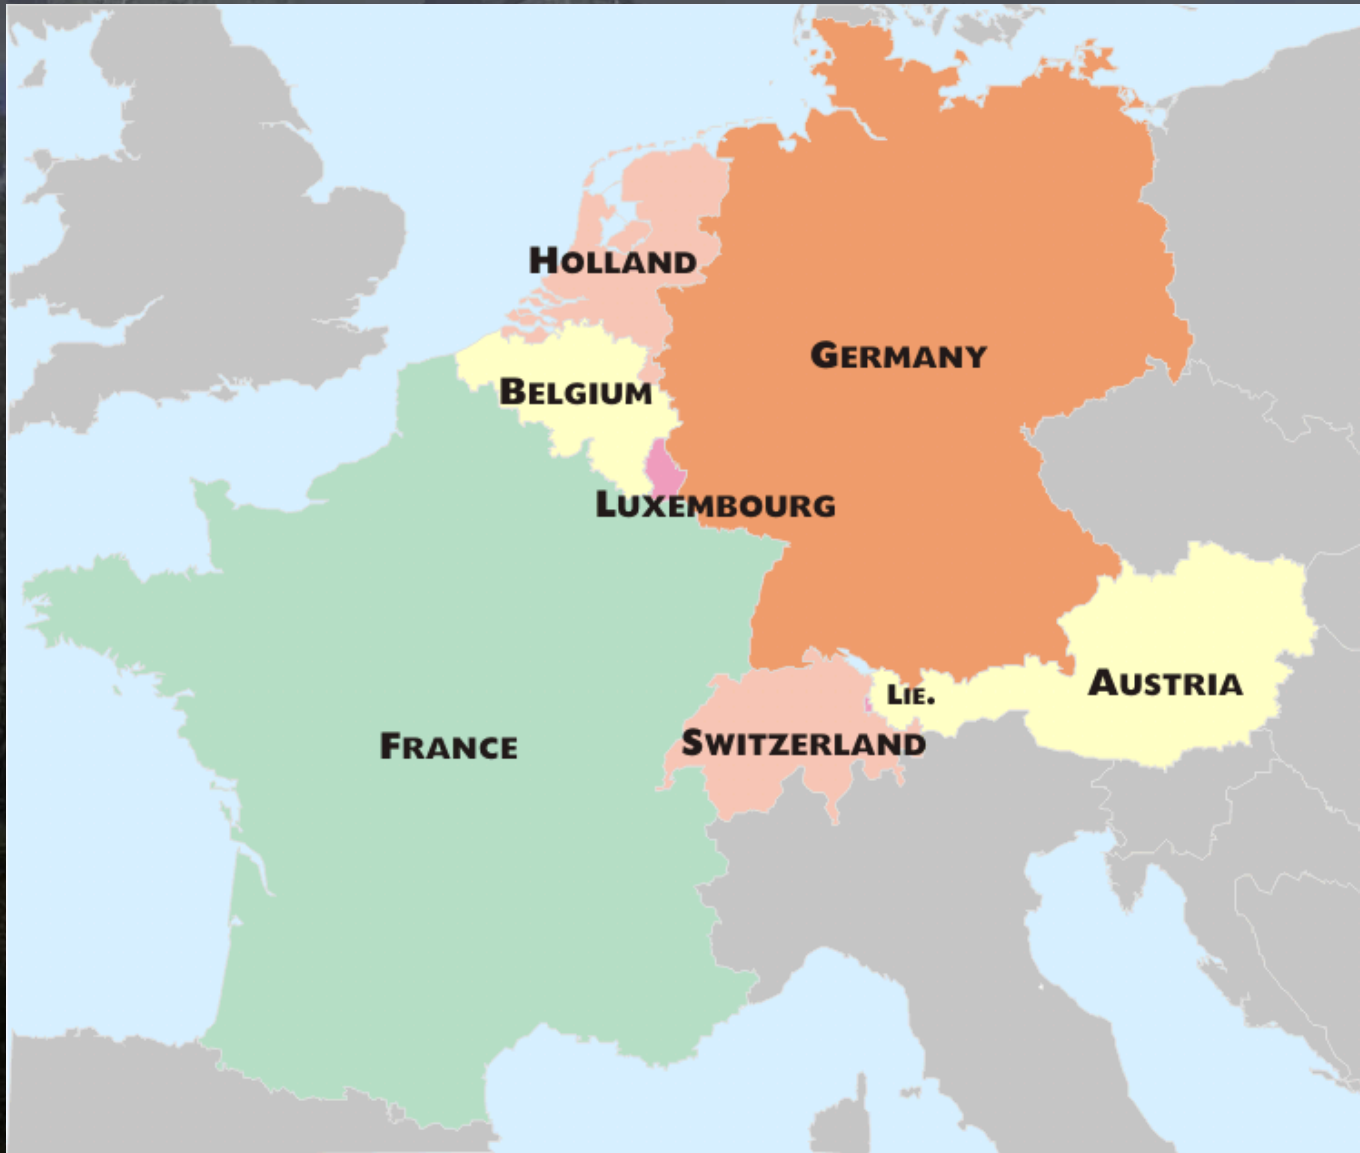 HOLLAND
GERMANY
BELGIUM
LUXEMBOURG
AUSTRIA
LIE.
SWITZERLAND
FRANCE